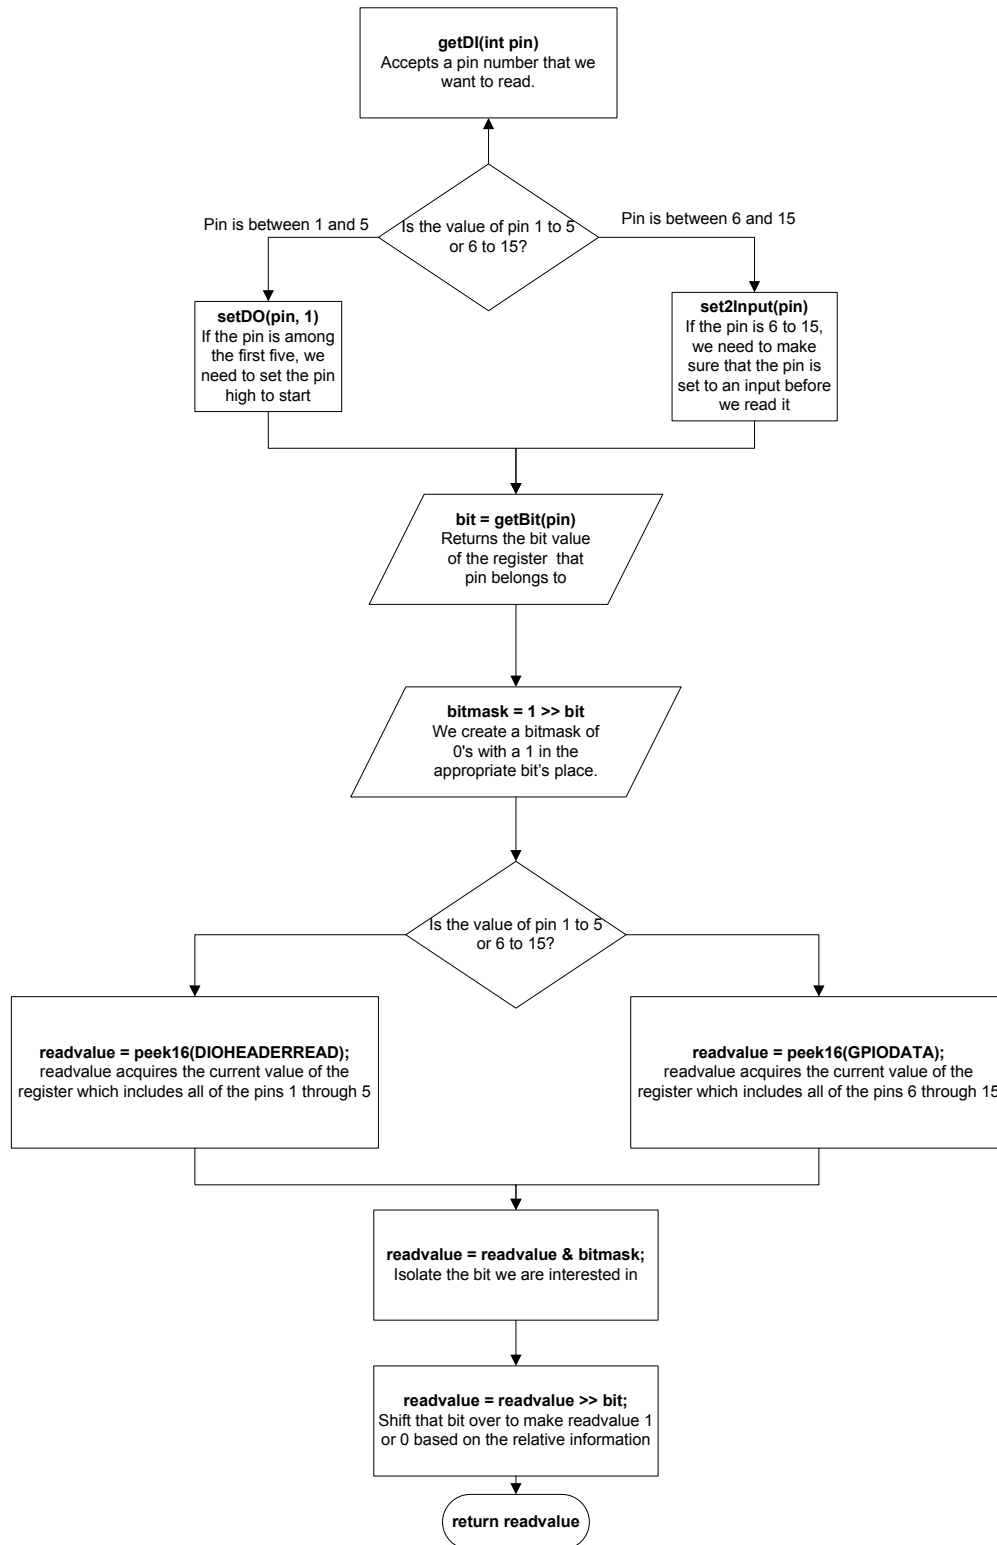 getDI(int pin)
Accepts a pin number that we
want to read.
Is the value of pin 1 to 5
or 6 to 15?
Pin is between 1 and 5
Pin is between 6 and 15
setDO(pin, 1)
If the pin is among
the first five, we
need to set the pin
high to start
set2Input(pin)
If the pin is 6 to 15,
we need to make
sure that the pin is
set to an input before
we read it
bit = getBit(pin)
Returns the bit value
of the register that
pin belongs to
bitmask = 1 >> bit
We create a bitmask of
0's with a 1 in the
appropriate bit’s place.
Is the value of pin 1 to 5
or 6 to 15?
readvalue = peek16(DIOHEADERREAD);
readvalue acquires the current value of the
register which includes all of the pins 1 through 5
readvalue = peek16(GPIODATA);
readvalue acquires the current value of the
register which includes all of the pins 6 through 15
readvalue = readvalue & bitmask;
Isolate the bit we are interested in
readvalue = readvalue >> bit;
Shift that bit over to make readvalue 1
or 0 based on the relative information
return readvalue